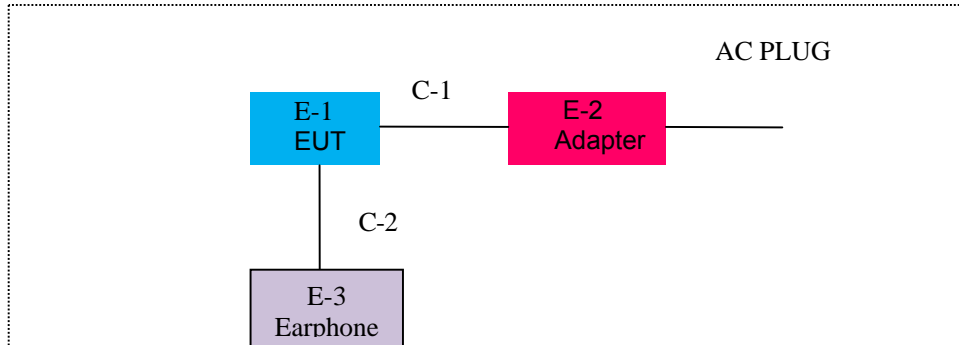 AC PLUG
C-1
E-1
EUT
E-2
Adapter
C-2
E-3
Earphone